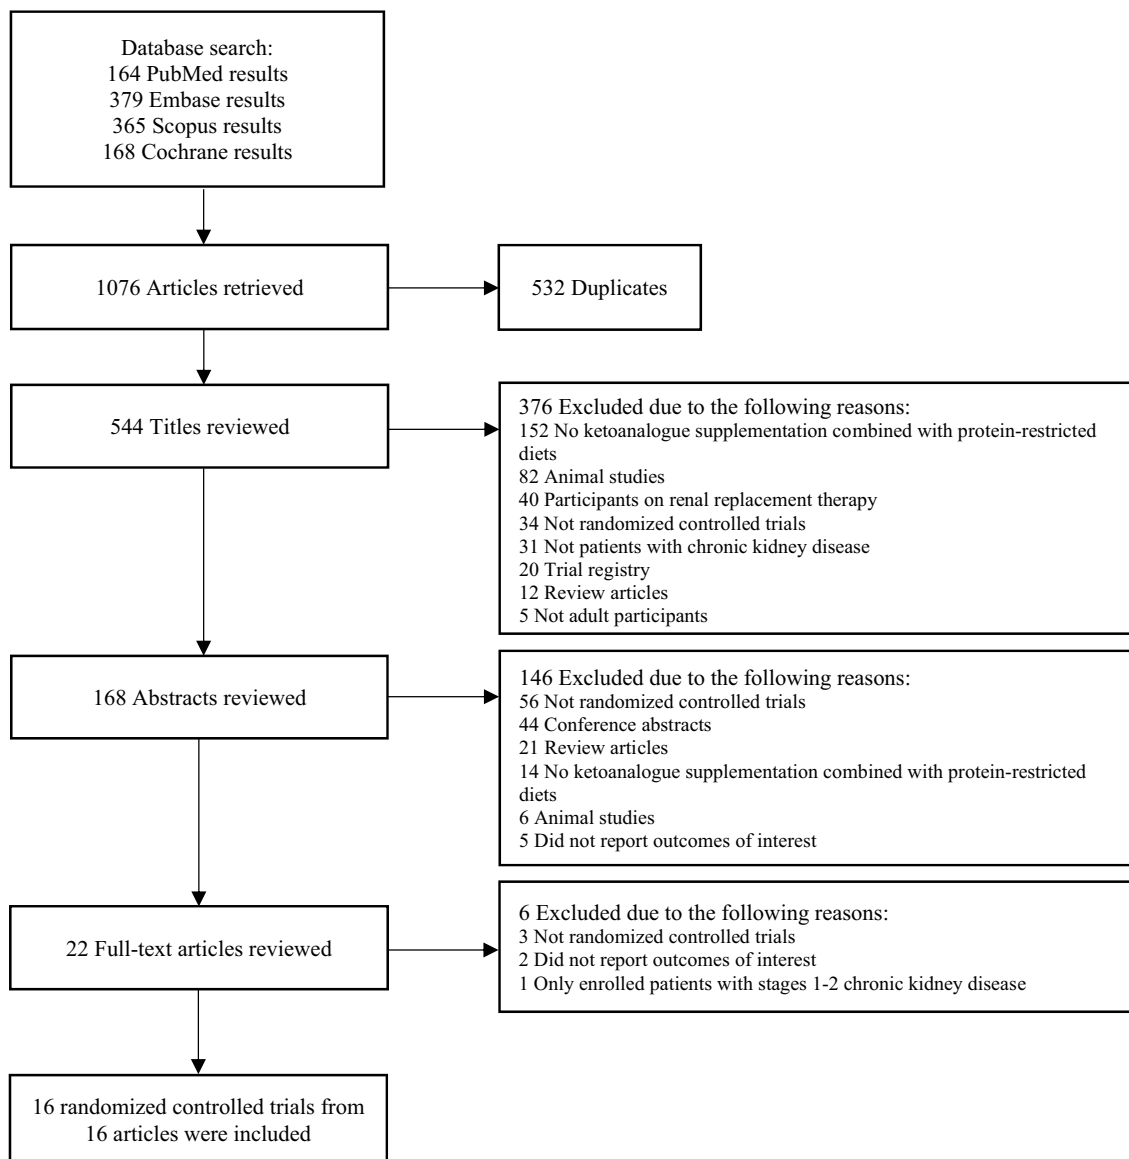 Database search:
164 PubMed results
379 Embase results
365 Scopus results
168 Cochrane results
1076 Articles retrieved
532 Duplicates
544 Titles reviewed
376 Excluded due to the following reasons:
152 No ketoanalogue supplementation combined with protein-restricted
diets
82 Animal studies
40 Participants on renal replacement therapy
34 Not randomized controlled trials
31 Not patients with chronic kidney disease
20 Trial registry
12 Review articles
5 Not adult participants
168 Abstracts reviewed
146 Excluded due to the following reasons:
56 Not randomized controlled trials
44 Conference abstracts
21 Review articles
14 No ketoanalogue supplementation combined with protein-restricted
diets
6 Animal studies
5 Did not report outcomes of interest
22 Full-text articles reviewed
6 Excluded due to the following reasons:
3 Not randomized controlled trials
2 Did not report outcomes of interest
1 Only enrolled patients with stages 1-2 chronic kidney disease
16 randomized controlled trials from
16 articles were included